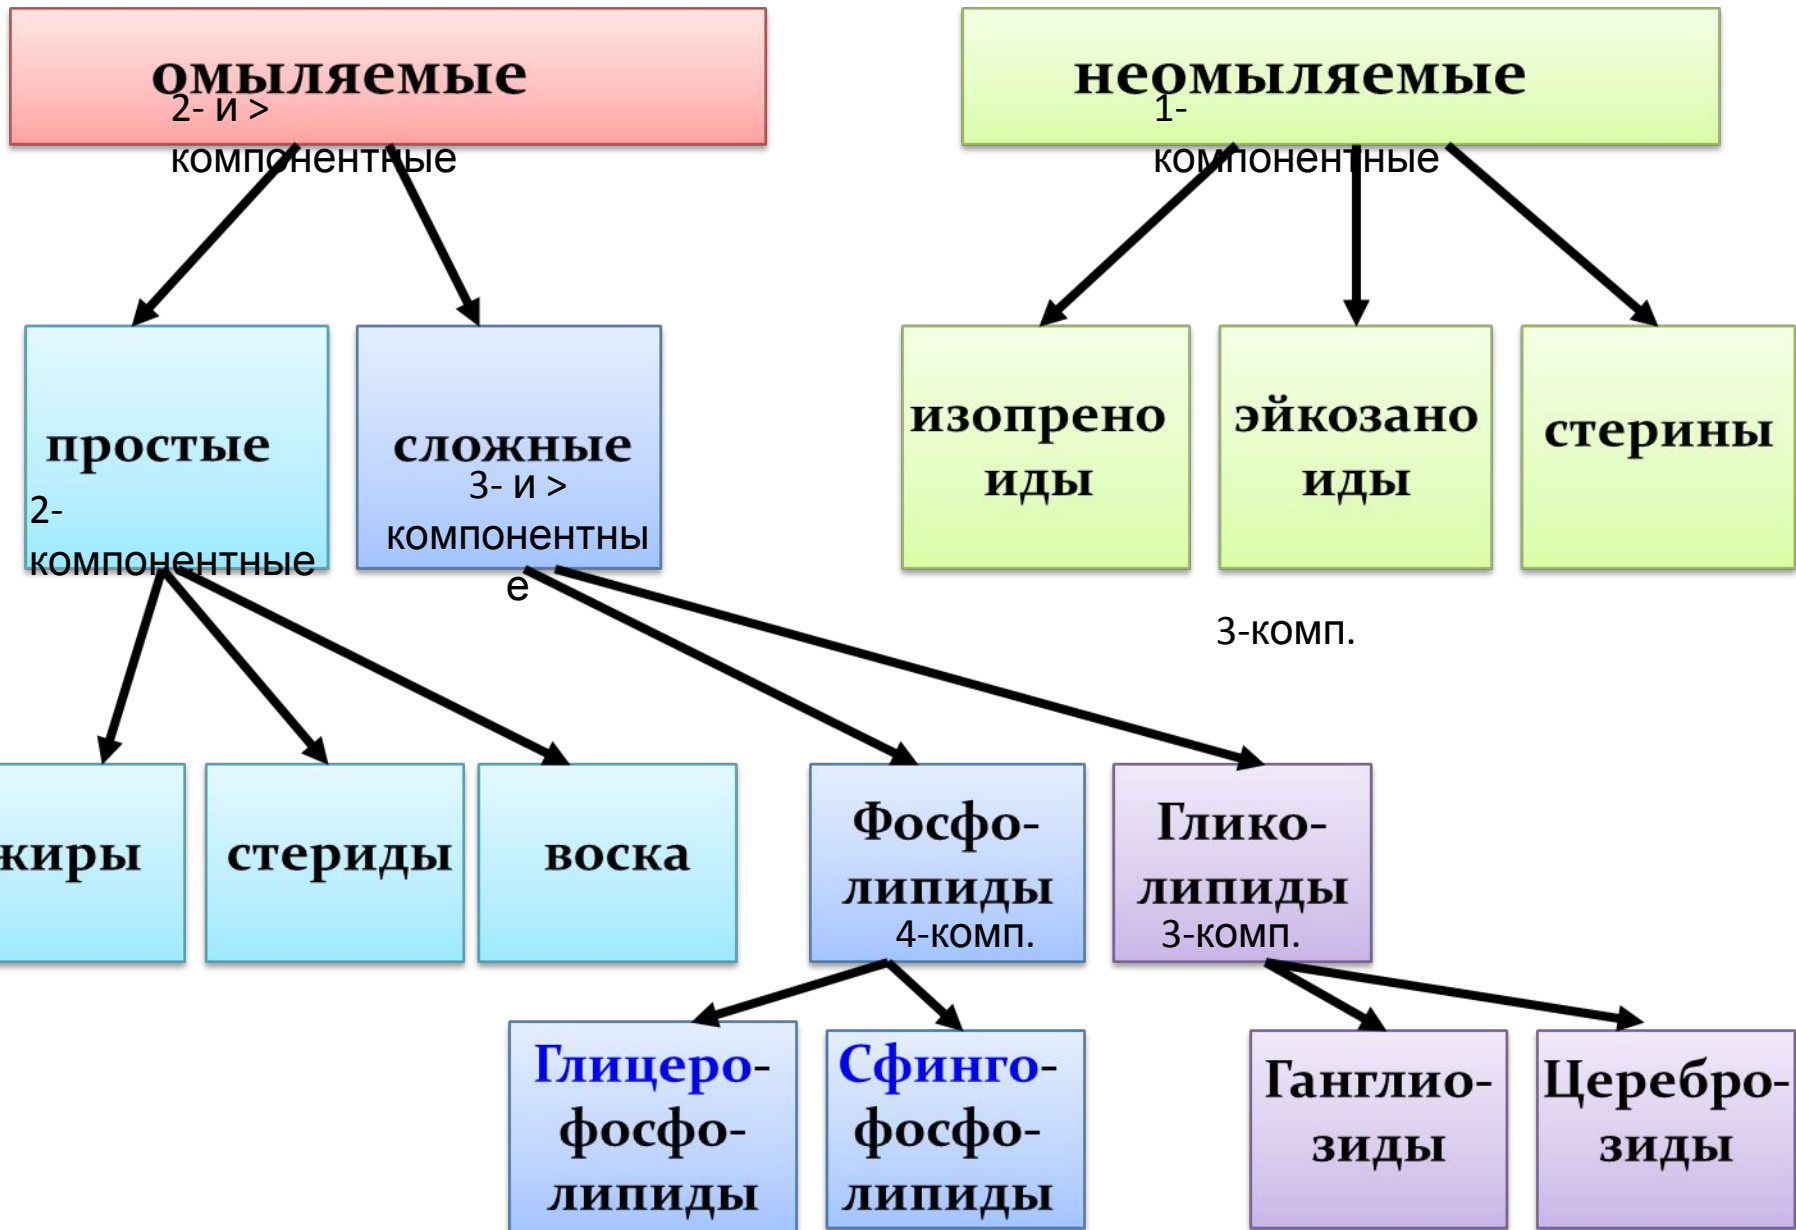 омыляемые
2- и >
компонентные
неомыляемые
1-
компонентные
простые
2-
компонентные
сложные
3- и >
компонентны
е
изопрено
иды
эйкозано
иды
стерины
3-комп.
жиры
стериды
воска
Фосфо-
липиды
4-комп.
Глико-
липиды
3-комп.
Глицеро-
фосфо-
липиды
Сфинго-
фосфо-
липиды
Ганглио-
зиды
Церебро-
зиды